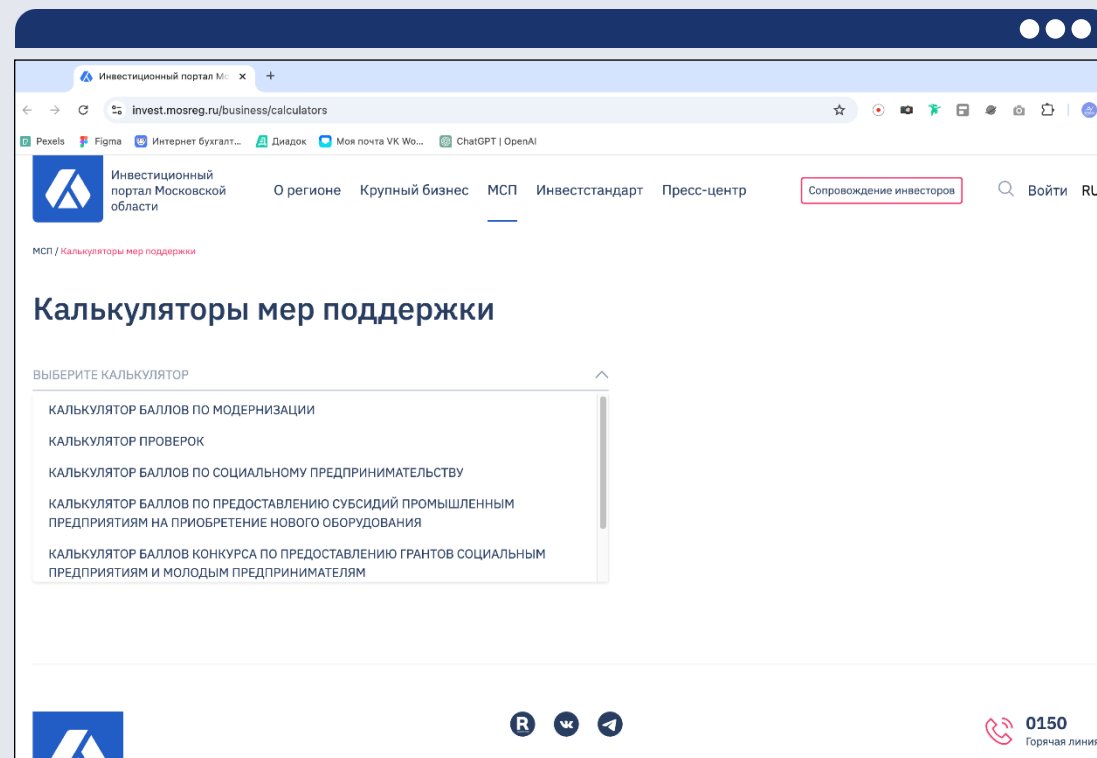 Инвестиционный портал Мо
invest.mosreg.ru/business/calculators
Pexels Figma Интернет бухгалт... Диадок Моя почта VK Wo... ChatGPT | OpenAI
Инвестиционный
портал Московской
области
О регионе Крупный бизнес МСП Инвестстандарт Пресс-центр Сопровождение инвесторов Войти RU
МСП / Калькуляторы мер поддержки
Калькуляторы мер поддержки
ВЫБЕРИТЕ КАЛЬКУЛЯТОР
КАЛЬКУЛЯТОР БАЛЛОВ ПО МОДЕРНИЗАЦИИ
КАЛЬКУЛЯТОР ПРОВЕРОК
КАЛЬКУЛЯТОР БАЛЛОВ ПО СОЦИАЛЬНОМУ ПРЕДПРИНИМАТЕЛЬСТВУ
КАЛЬКУЛЯТОР БАЛЛОВ ПО ПРЕДОСТАВЛЕНИЮ СУБСИДИЙ ПРОМЫШЛЕННЫМ
ПРЕДПРИЯТИЯМ НА ПРИОБРЕТЕНИЕ НОВОГО ОБОРУДОВАНИЯ
КАЛЬКУЛЯТОР БАЛЛОВ КОНКУРСА ПО ПРЕДОСТАВЛЕНИЮ ГРАНТОВ СОЦИАЛЬНЫМ
ПРЕДПРИЯТИЯМ И МОЛОДЫМ ПРЕДПРИНИМАТЕЛЯМ
0150
Горячая линия